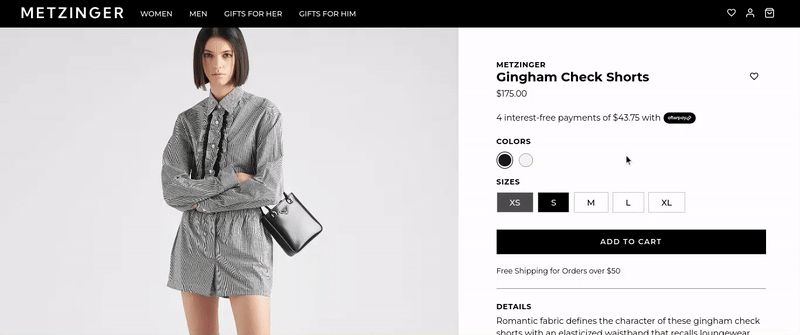 METZINGER WOMEN MEN GIFTS FOR HER GIFTS FOR HIM
METZINGER
Gingham Check Shorts
$175.00
4 interest-free payments of $43.75 with afterpay
COLORS
SIZES
XS S M L XL
ADD TO CART
Free Shipping for Orders over $50
DETAILS
Romantic fabric defines the character of these gingham check
shorts with an elasticized waistband that recalls loungewear